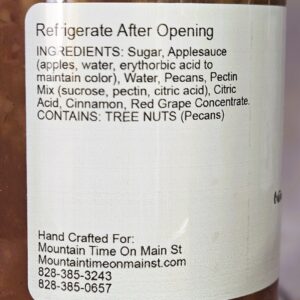 Refrigerate After Opening
INGREDIENTS: Sugar, Applesauce
(apples, water, erythorbic acid to
maintain color), Water, Pecans, Pectin
Mix (sucrose, pectin, citric acid), Citric
Acid, Cinnamon, Red Grape Concentrate.
CONTAINS: TREE NUTS (Pecans)
Hand Crafted For:
Mountain Time On Main St
Mountaintimeonmainst.com
828-385-3243
828-385-0657